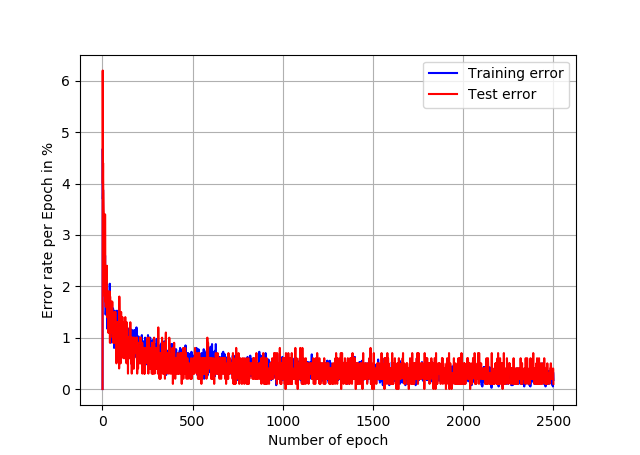 Training error
Test error
6
5
4
3
2
1
0
Error rate per Epoch in %
0 500 1000 1500 2000 2500
Number of epoch